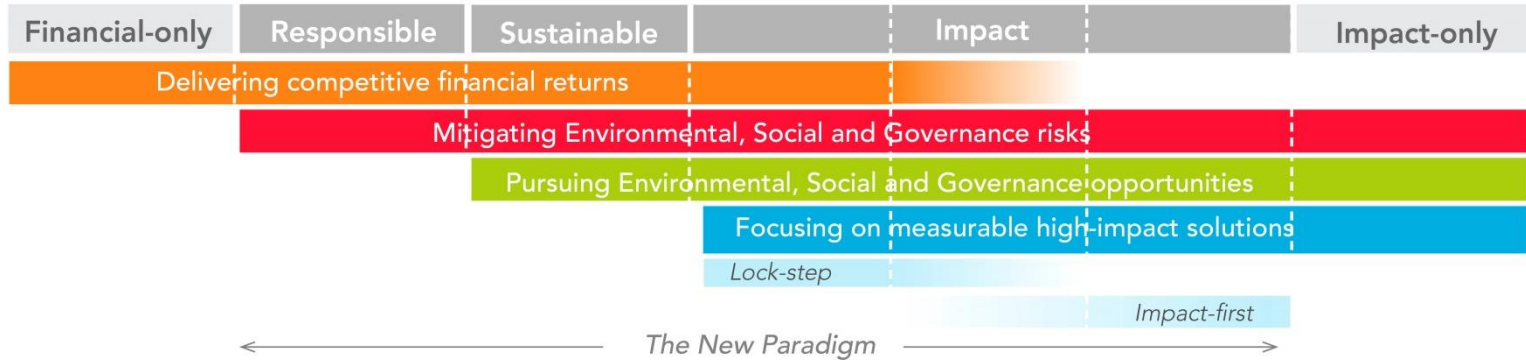 Financial-only Responsible Sustainable Impact Impact-only
Delivering competitive financial returns
Mitigating Environmental, Social and Governance risks
Pursuing Environmental, Social and Governance opportunities
Focusing on measurable high-impact solutions
Lock-step
Impact-first
The New Paradigm